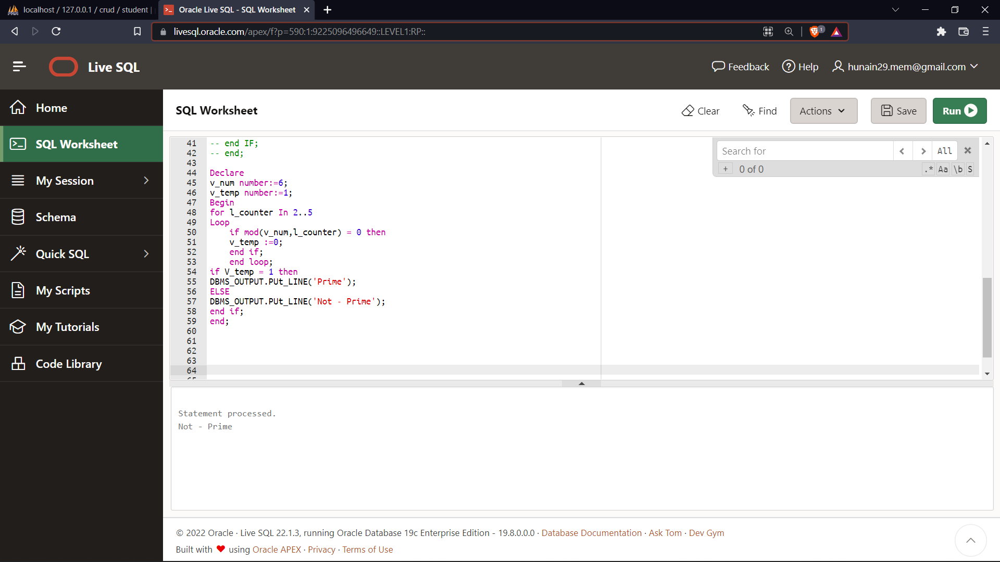 localhost / 127.0.0.1 / crud / student |
Oracle Live SQL - SQL Worksheet
livesql.oracle.com/apex/f?p=590:1:9225096496649::LEVEL1:RP::
1
Live SQL
Feedback
Help
hunain29.mem@gmail.com
Home
SQL Worksheet
My Session
Schema
Quick SQL
My Scripts
My Tutorials
Code Library
SQL Worksheet
Clear
Find
Actions
Save
Run
Search for
All
+
0 of 0
.*
Aa
\b
S
41 -- end IF;
42 -- end;
43
44 Declare
45 v_num number:=6;
46 v_temp number:=1;
47 Begin
48 for l_counter In 2..5
49 Loop
50 if mod(v_num,l_counter) = 0 then
51 v_temp :=0;
52 end if;
53 end loop;
54 if V_temp = 1 then
55 DBMS_OUTPUT.PUt_LINE('Prime');
56 ELSE
57 DBMS_OUTPUT.PUt_LINE('Not - Prime');
58 end if;
59 end;
60
61
62
63
64
Statement processed.
Not - Prime
© 2022 Oracle · Live SQL 22.1.3, running Oracle Database 19c Enterprise Edition - 19.8.0.0.0 · Database Documentation · Ask Tom · Dev Gym
Built with ❤ using Oracle APEX · Privacy · Terms of Use